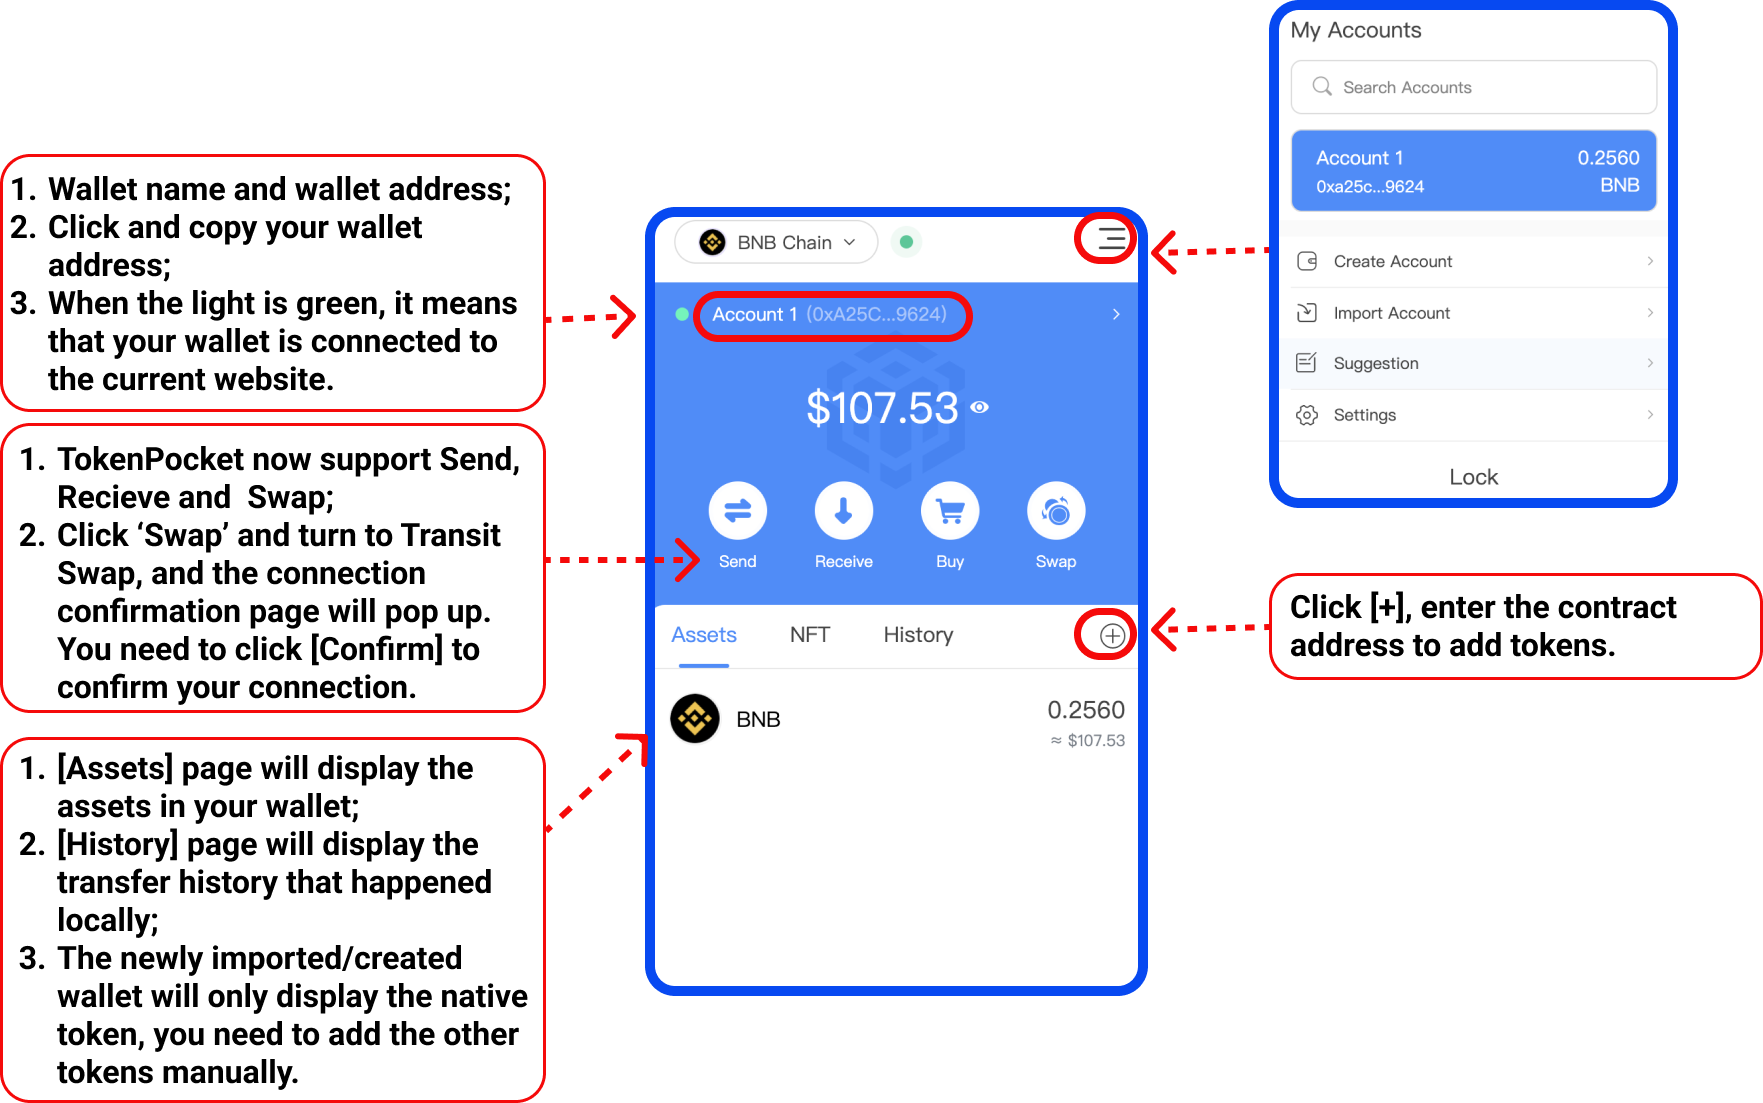 My Accounts
Search Accounts
Account 1 0.2560
0xa25c...9624 BNB
Create Account
Import Account
Suggestion
Settings
Lock
1. Wallet name and wallet address;
2. Click and copy your wallet
address;
3. When the light is green, it means
that your wallet is connected to
the current website.
1. TokenPocket now support Send,
Recieve and  Swap;
2. Click ‘Swap’ and turn to Transit
Swap, and the connection
confirmation page will pop up.
You need to click [Confirm] to
confirm your connection.
1. [Assets] page will display the
assets in your wallet;
2. [History] page will display the
transfer history that happened
locally;
3. The newly imported/created
wallet will only display the native
token, you need to add the other
tokens manually.
BNB Chain
Account 1 (0xA25C...9624)
$107.53
Send Receive Buy Swap
Assets NFT History
BNB 0.2560
≈ $107.53
Click [+], enter the contract
address to add tokens.